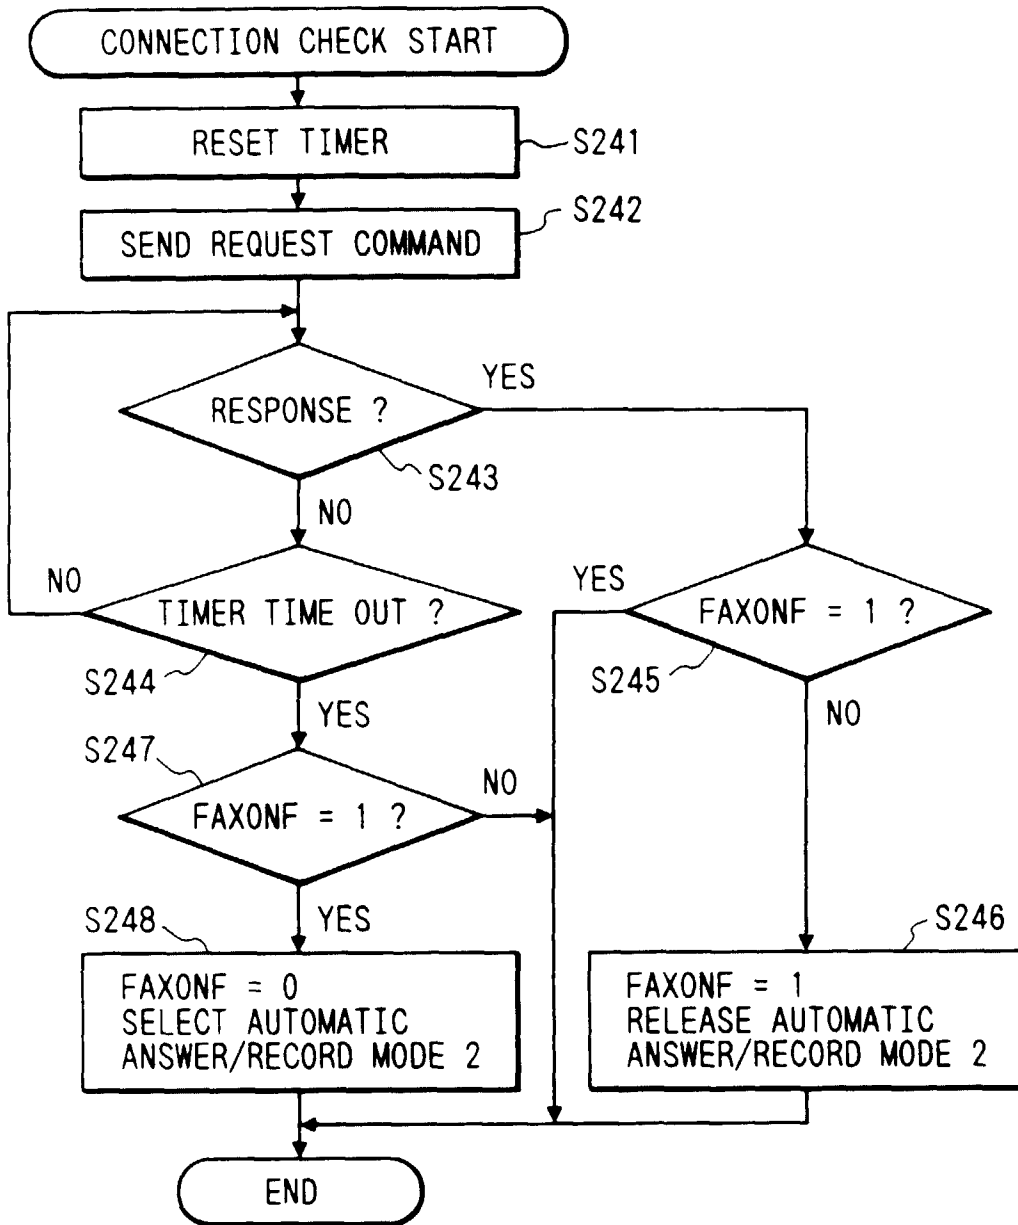 CONNECTION CHECK START
RESET TIMER
S241
SEND REQUEST COMMAND
S242
RESPONSE ?
YES
S243
NO
TIMER TIME OUT ?
NO
S244
YES
FAXONF = 1 ?
YES
S245
NO
S247
FAXONF = 1 ?
NO
YES
S248
FAXONF = 0
SELECT AUTOMATIC
ANSWER/RECORD MODE 2
S246
FAXONF = 1
RELEASE AUTOMATIC
ANSWER/RECORD MODE 2
END